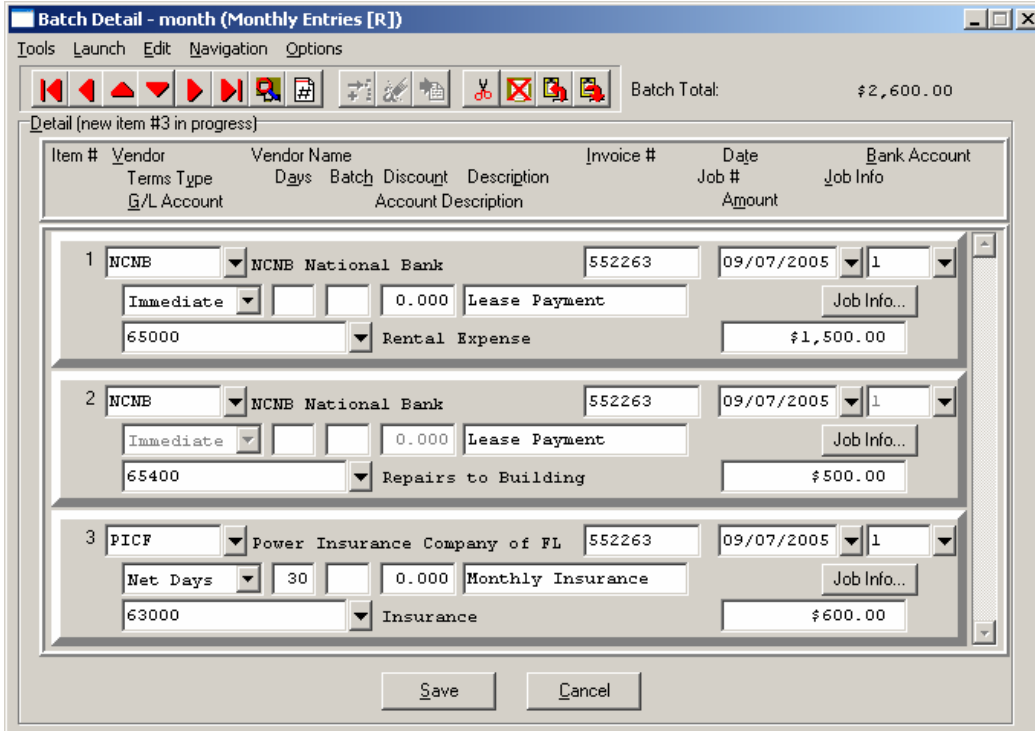 Batch Detail - month (Monthly Entries [R])
Tools Launch Edit Navigation Options
Batch Total: $2,600.00
Detail (new item #3 in progress)
Item # Vendor Vendor Name Invoice # Date Bank Account
Terms Type Days Batch Discount Description Job # Job Info
G/L Account Account Description Amount
1 NCNB NCNB National Bank 552263 09/07/2005 1
Immediate 0.000 Lease Payment Job Info...
65000 Rental Expense $1,500.00
2 NCNB NCNB National Bank 552263 09/07/2005 1
Immediate 0.000 Lease Payment Job Info...
65400 Repairs to Building $500.00
3 PICF Power Insurance Company of FL 552263 09/07/2005 1
Net Days 30 0.000 Monthly Insurance Job Info...
63000 Insurance $600.00
Save Cancel